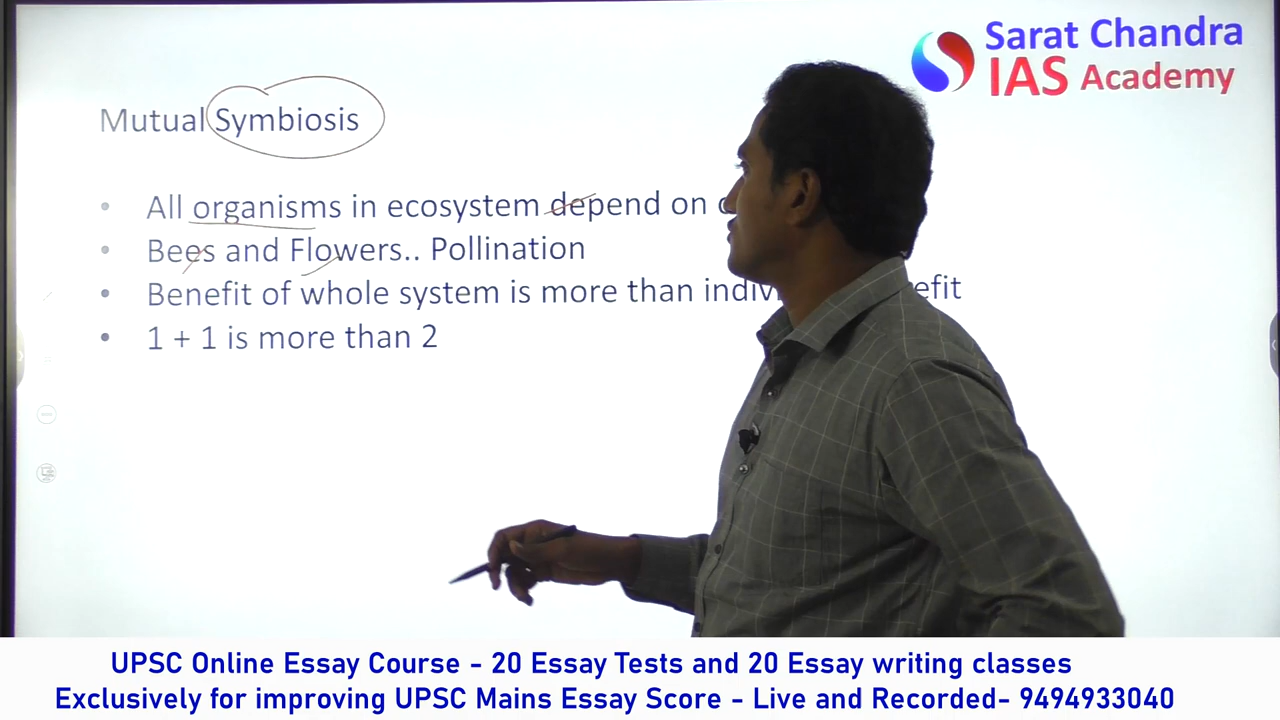 Sarat Chandra
IAS Academy
Mutual Symbiosis
• All organisms in ecosystem depend on
• Bees and Flowers.. Pollination
• Benefit of whole system is more than
• 1 + 1 is more than 2
UPSC Online Essay Course - 20 Essay Tests and 20 Essay writing classes
Exclusively for improving UPSC Mains Essay Score - Live and Recorded- 9494933040